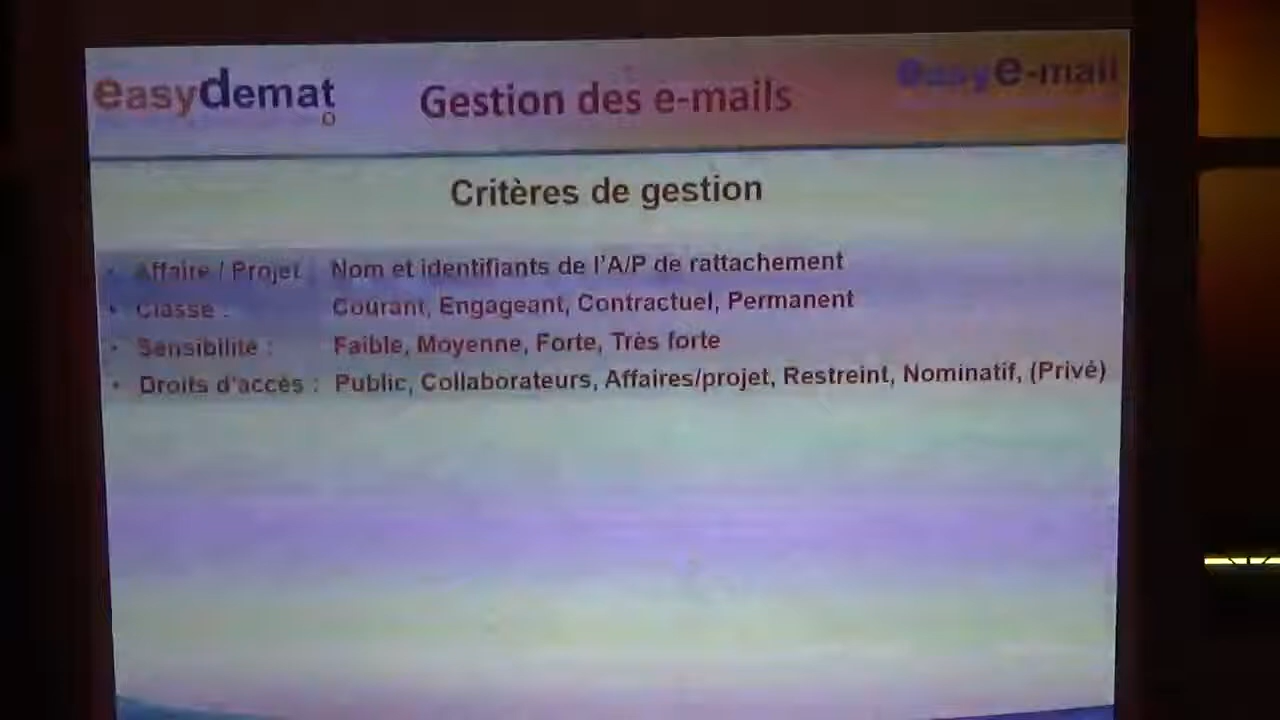 easydemat
Gestion des e-mails
easye-mail
Critères de gestion
• Affaire / Projet : Nom et identifiants de l'A/P de rattachement
• Classe : Courant, Engageant, Contractuel, Permanent
• Sensibilité : Faible, Moyenne, Forte, Très forte
• Droits d'accès : Public, Collaborateurs, Affaires/projet, Restreint, Nominatif, (Privé)